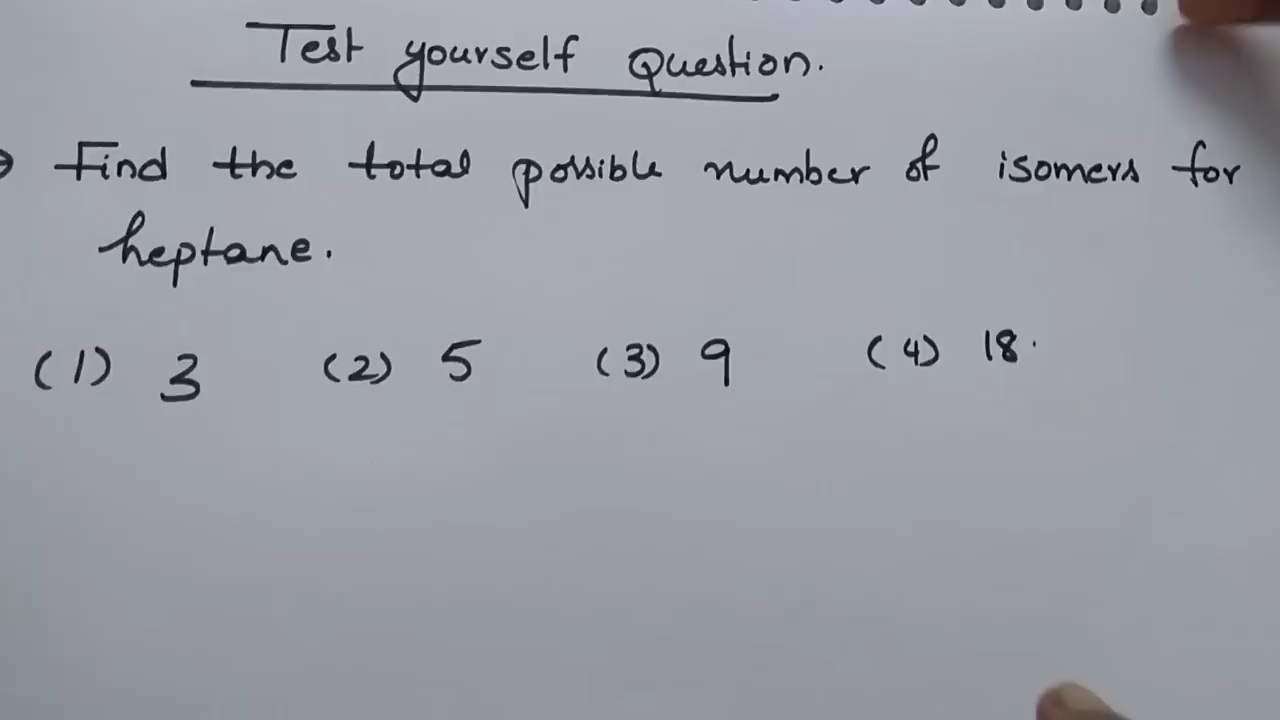 Test yourself Question.
→ Find the total possible number of isomers for
heptane.
(1) 3 (2) 5 (3) 9 (4) 18.